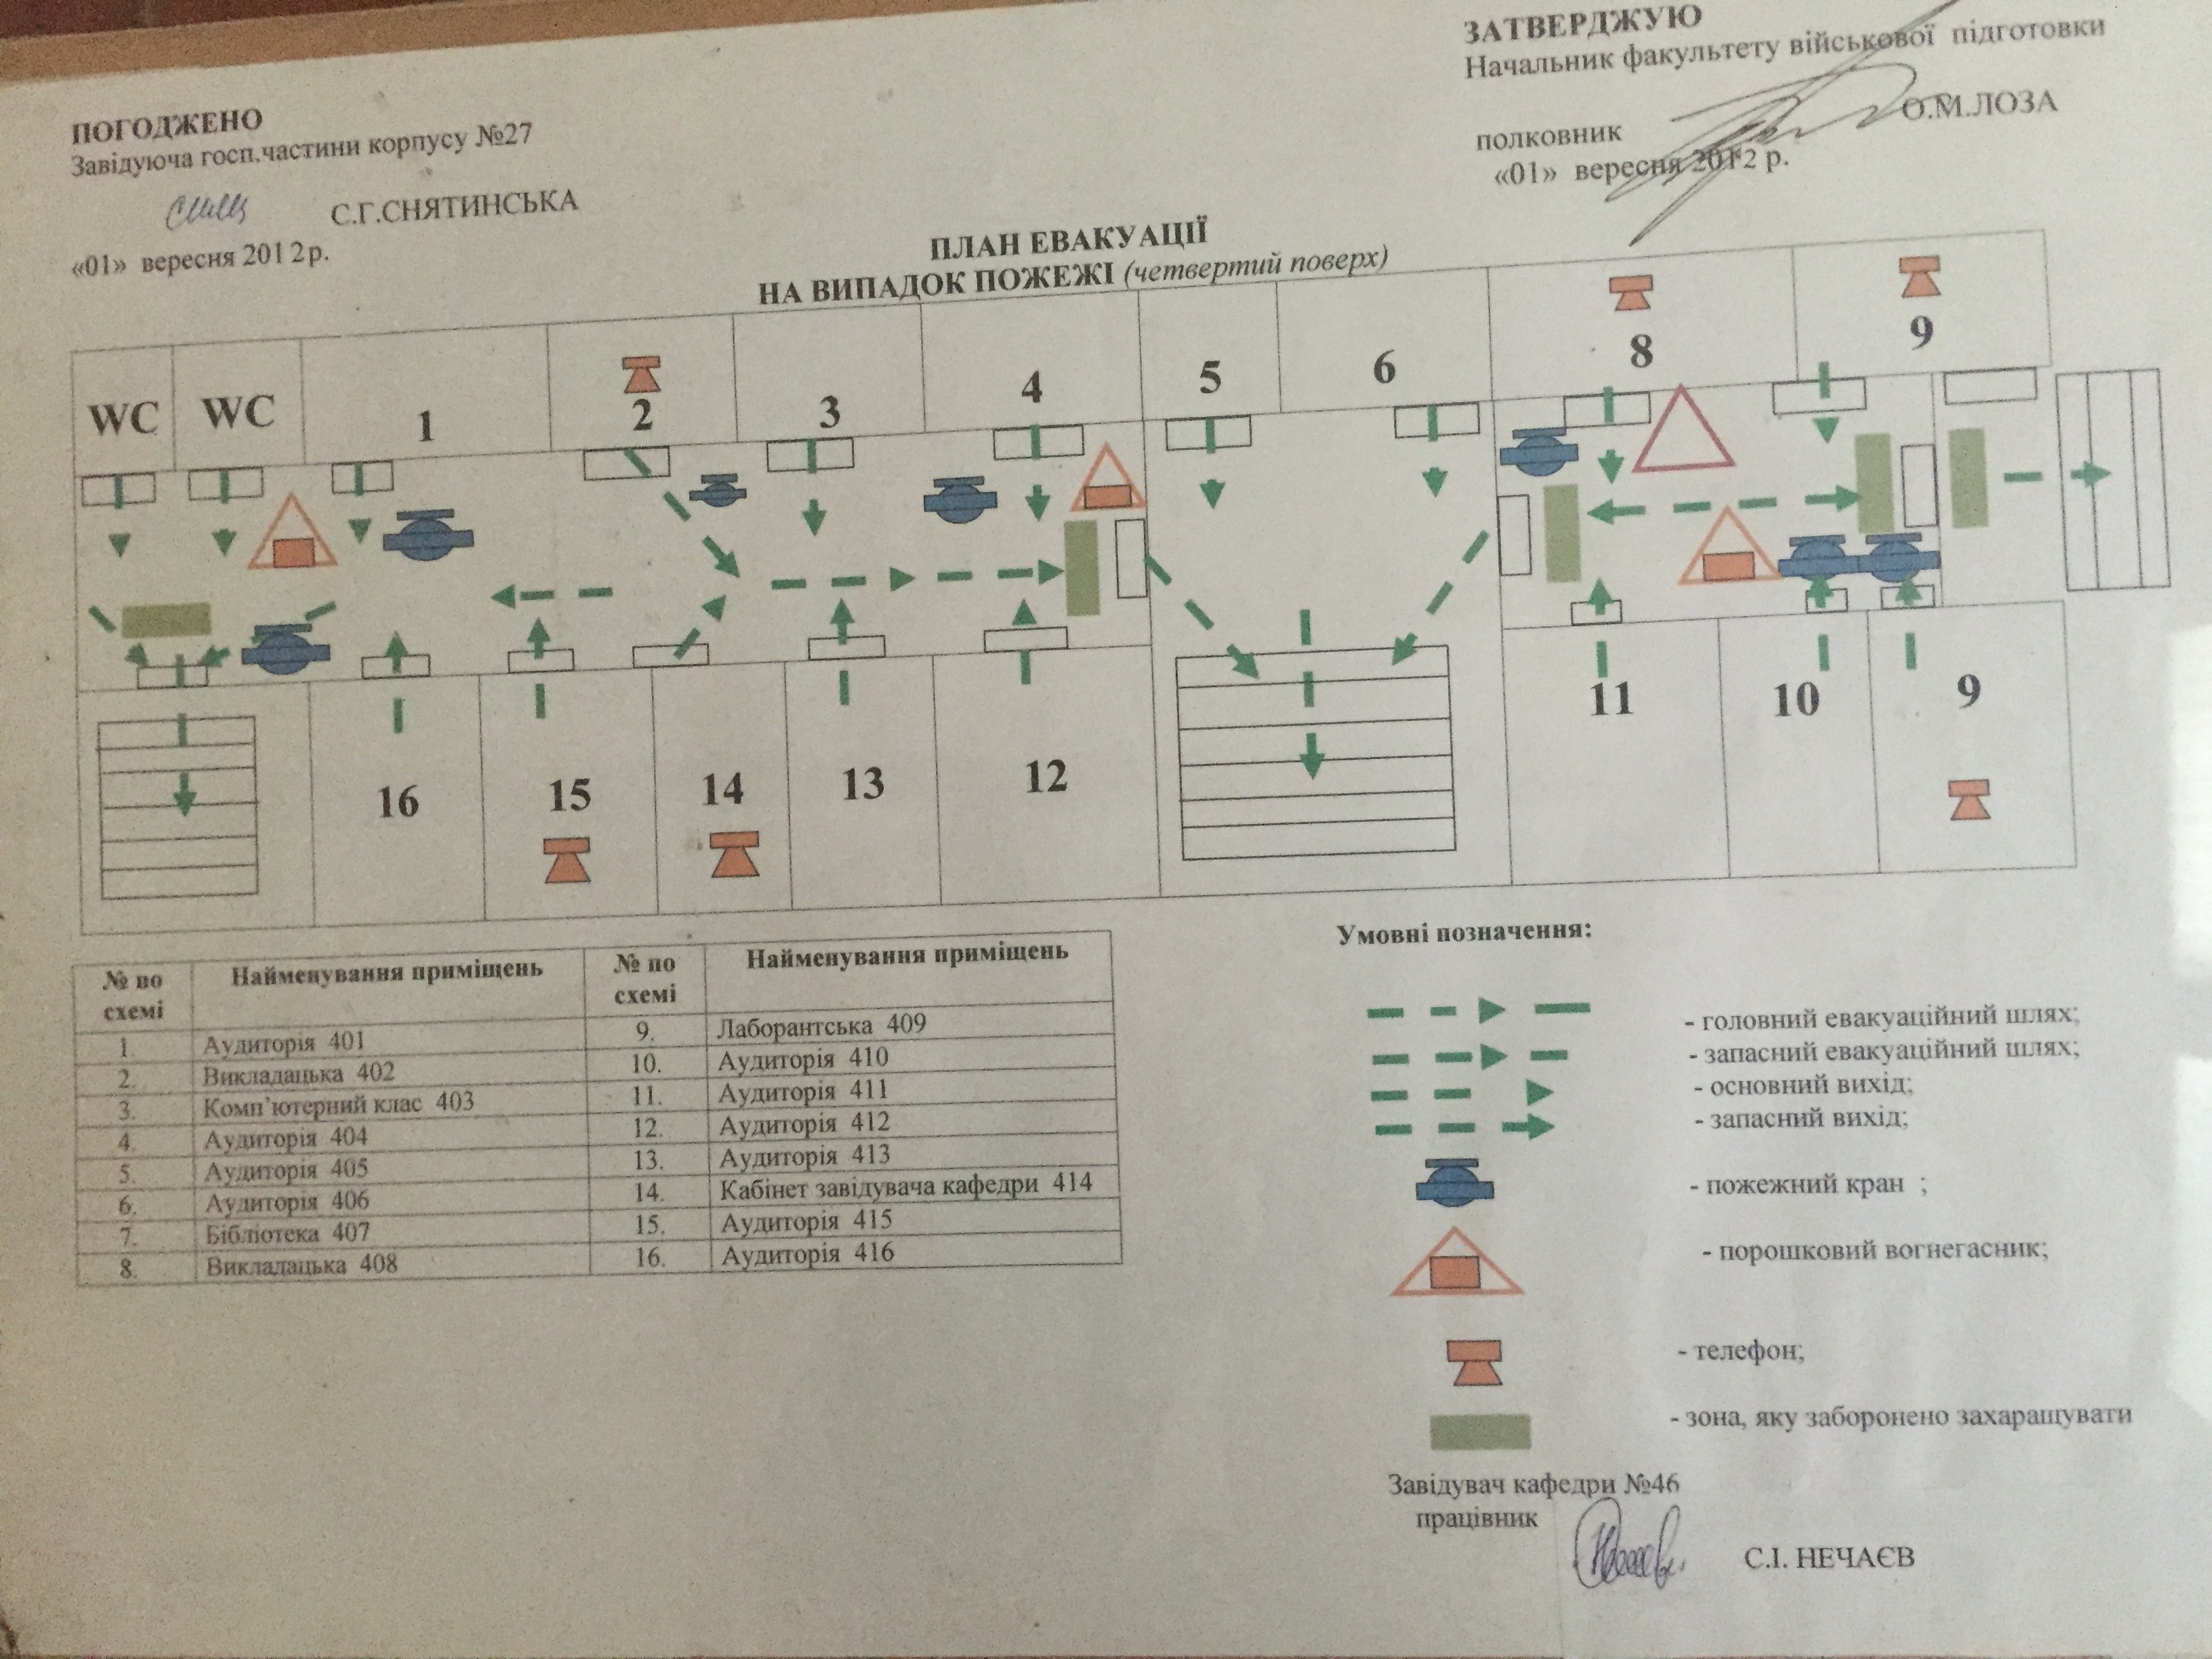 ЗАТВЕРДЖУЮ
Начальник факультету військової підготовки
полковник О.М.ЛОЗА
«01» вересня 2012 р.
ПОГОДЖЕНО
Завідуюча госп.частини корпусу №27
С.Г.СНЯТИНСЬКА
«01» вересня 2012р.
ПЛАН ЕВАКУАЦІЇ
НА ВИПАДОК ПОЖЕЖІ (четвертий поверх)
WC WC 1 2 3 4 5 6 8 9
16 15 14 13 12 11 10 9
№ по схемі Найменування приміщень № по схемі Найменування приміщень
1. Аудиторія 401 9. Лаборантська 409
2. Викладацька 402 10. Аудиторія 410
3. Комп'ютерний клас 403 11. Аудиторія 411
4. Аудиторія 404 12. Аудиторія 412
5. Аудиторія 405 13. Аудиторія 413
6. Аудиторія 406 14. Кабінет завідувача кафедри 414
7. Бібліотека 407 15. Аудиторія 415
8. Викладацька 408 16. Аудиторія 416
Умовні позначення:
- головний евакуаційний шлях;
- запасний евакуаційний шлях;
- основний вихід;
- запасний вихід;
- пожежний кран ;
- порошковий вогнегасник;
- телефон;
- зона, яку заборонено захаращувати
Завідувач кафедри №46
працівник
С.І. НЕЧАЄВ